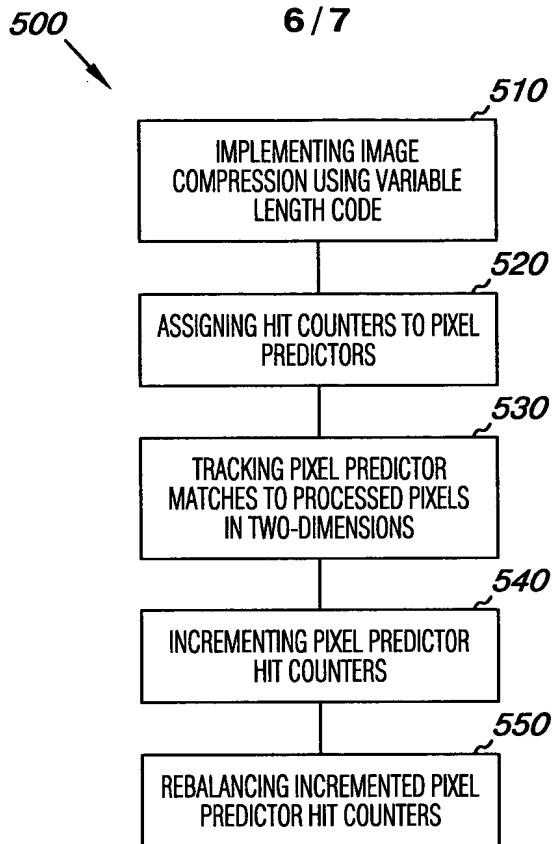 500
6/7
510
IMPLEMENTING IMAGE
COMPRESSION USING VARIABLE
LENGTH CODE
520
ASSIGNING HIT COUNTERS TO PIXEL
PREDICTORS
530
TRACKING PIXEL PREDICTOR
MATCHES TO PROCESSED PIXELS
IN TWO-DIMENSIONS
540
INCREMENTING PIXEL PREDICTOR
HIT COUNTERS
550
REBALANCING INCREMENTED PIXEL
PREDICTOR HIT COUNTERS